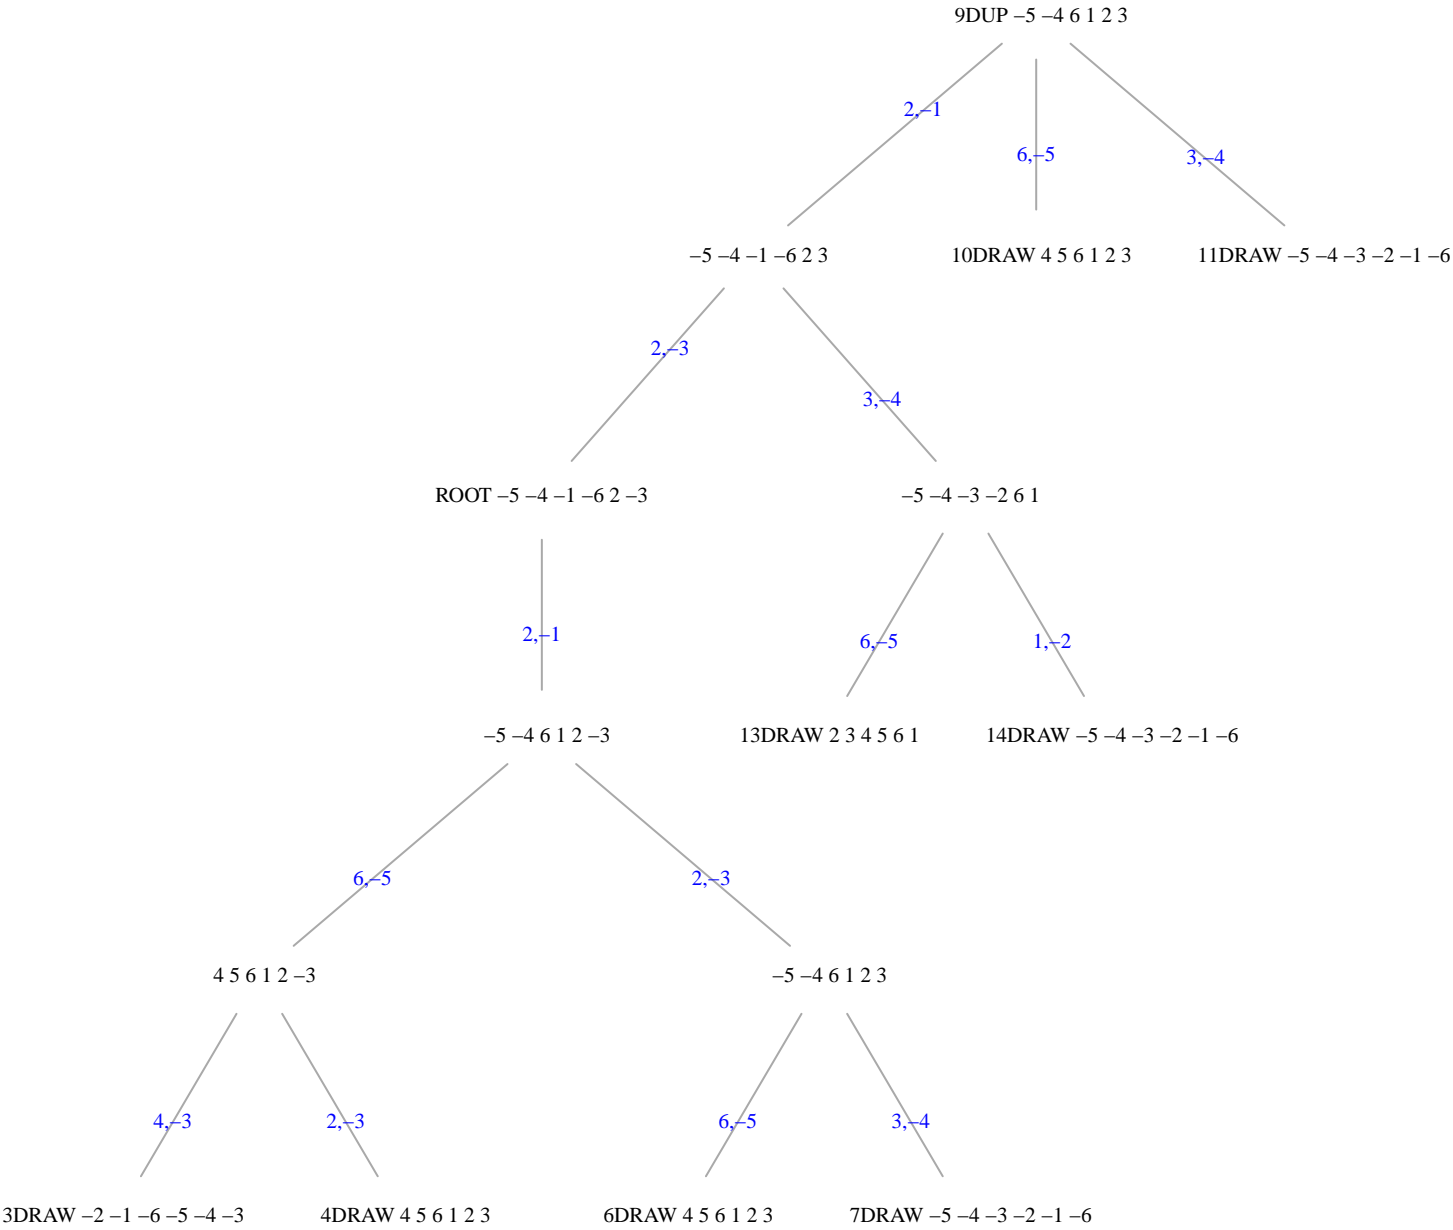 9DUP –5 –4 6 1 2 3
2,–1
6,–5
3,–4
–5 –4 –1 –6 2 3
10DRAW 4 5 6 1 2 3
11DRAW –5 –4 –3 –2 –1 –6
2,–3
3,–4
ROOT –5 –4 –1 –6 2 –3
–5 –4 –3 –2 6 1
2,–1
6,–5
1,–2
–5 –4 6 1 2 –3
13DRAW 2 3 4 5 6 1
14DRAW –5 –4 –3 –2 –1 –6
6,–5
2,–3
4 5 6 1 2 –3
–5 –4 6 1 2 3
4,–3
2,–3
6,–5
3,–4
3DRAW –2 –1 –6 –5 –4 –3
4DRAW 4 5 6 1 2 3
6DRAW 4 5 6 1 2 3
7DRAW –5 –4 –3 –2 –1 –6